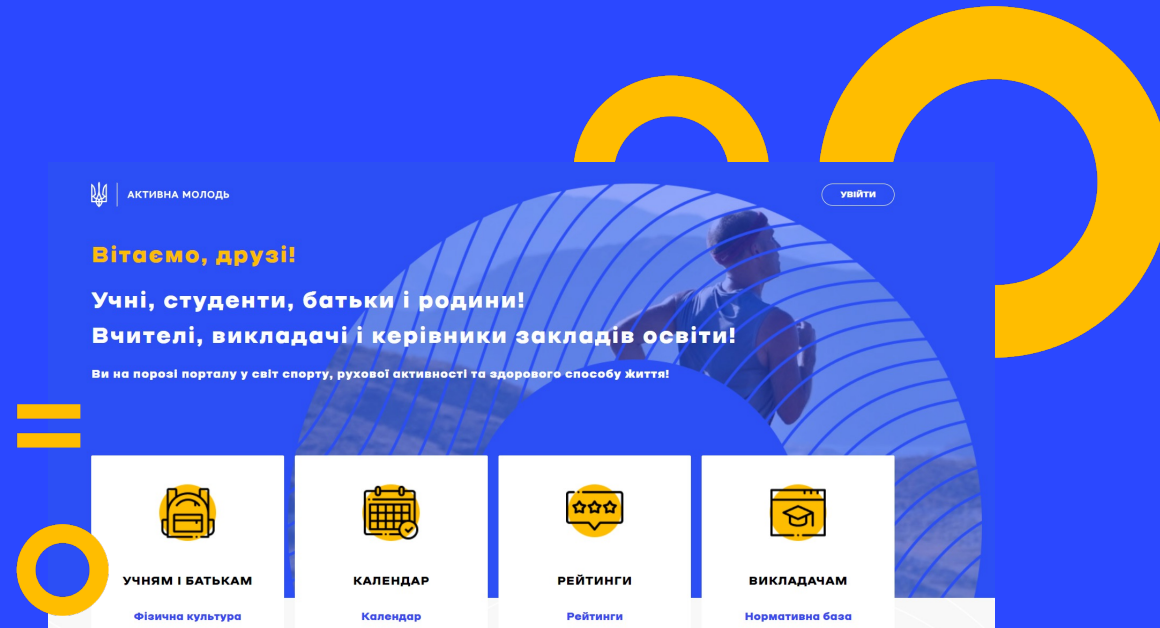 АКТИВНА МОЛОДЬ
УВІЙТИ
Вітаємо, друзі!
Учні, студенти, батьки і родини!
Вчителі, викладачі і керівники закладів освіти!
Ви на порозі порталу у світ спорту, рухової активності та здорового способу життя!
УЧНЯМ І БАТЬКАМ
Фізична культура
КАЛЕНДАР
Календар
РЕЙТИНГИ
Рейтинги
ВИКЛАДАЧАМ
Нормативна база